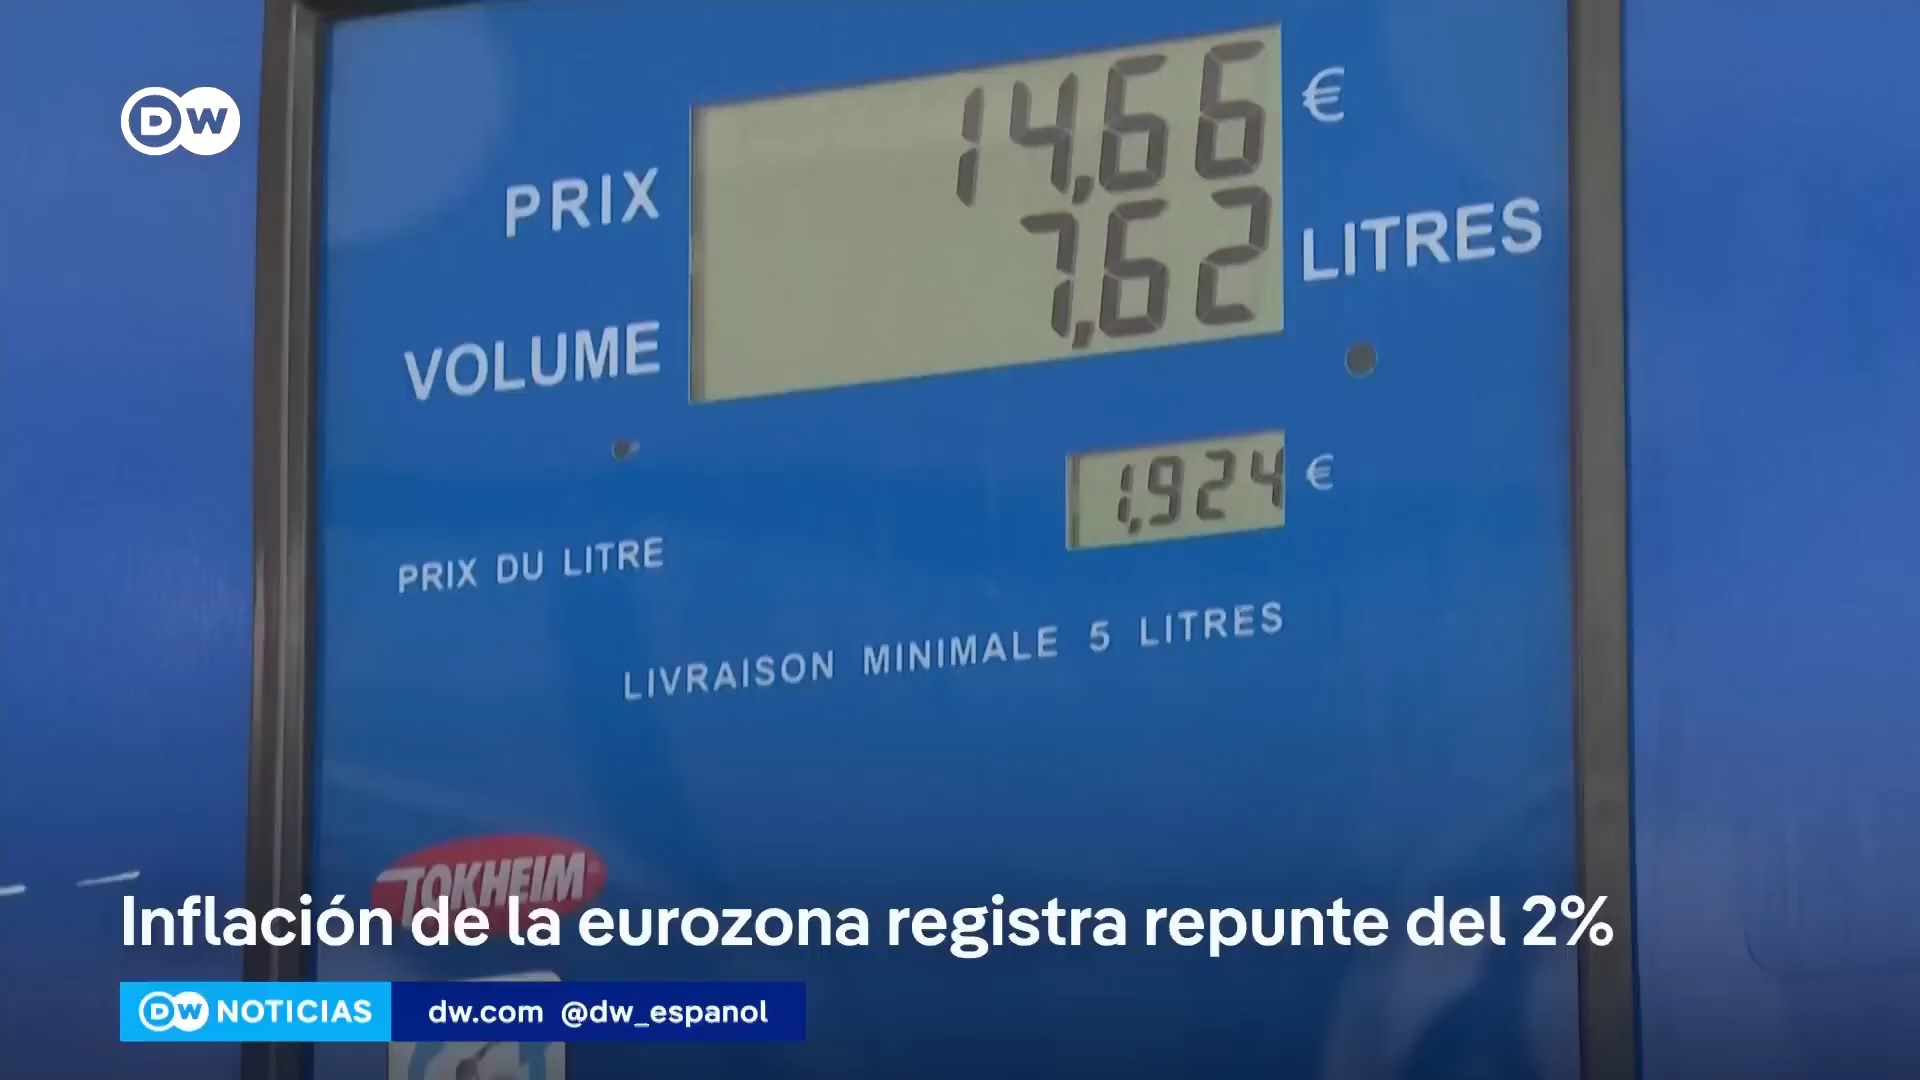 DW
PRIX 14,66 €
VOLUME 7,62 LITRES
PRIX DU LITRE 1,924 €
LIVRAISON MINIMALE 5 LITRES
TOKHEIM
Inflación de la eurozona registra repunte del 2%
DW NOTICIAS dw.com @dw_espanol